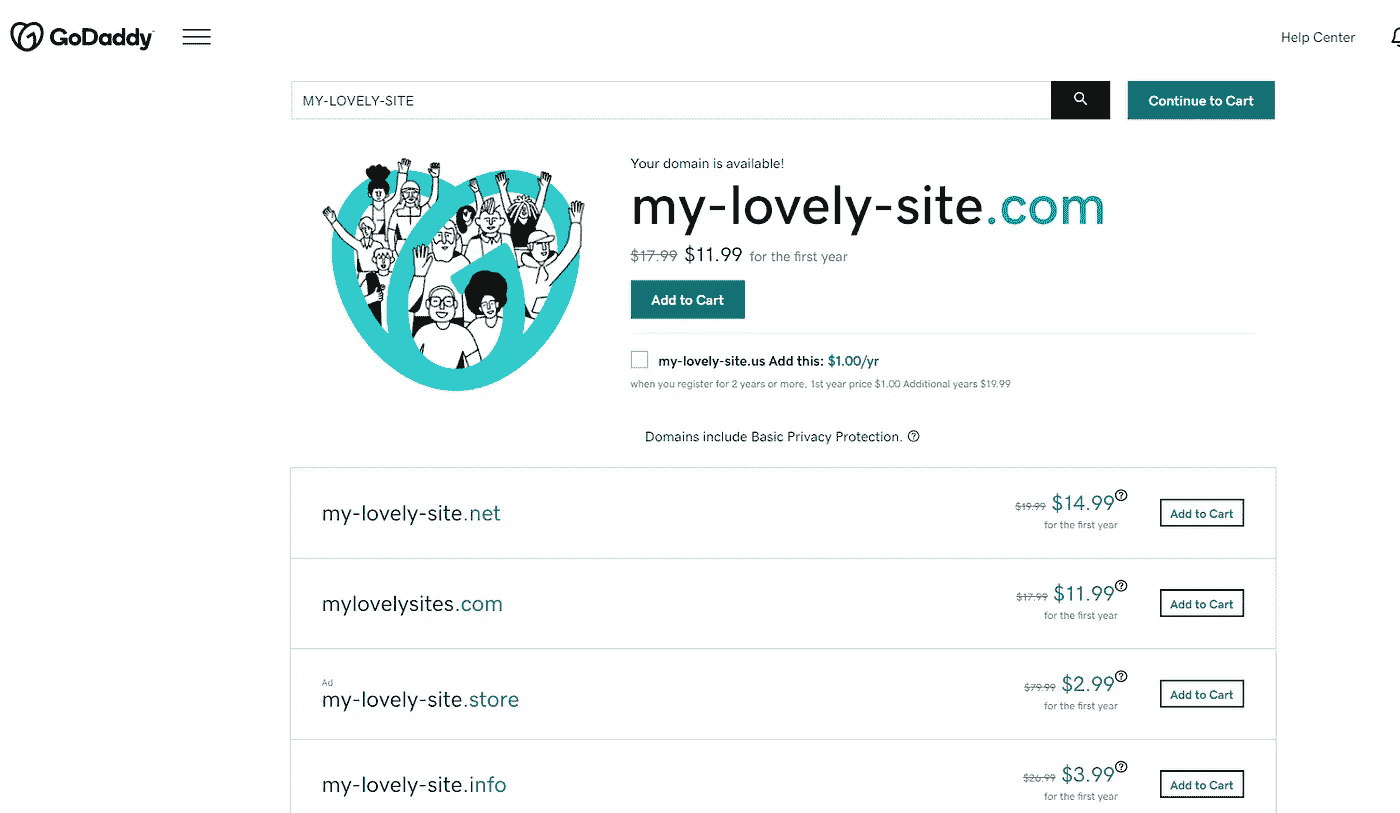 GoDaddy
Help Center
MY-LOVELY-SITE
Continue to Cart
Your domain is available!
my-lovely-site.com
$17.99 $11.99 for the first year
Add to Cart
my-lovely-site.us Add this: $1.00/yr
when you register for 2 years or more, 1st year price $1.00 Additional years $19.99
Domains include Basic Privacy Protection. ?
my-lovely-site.net
$19.99 $14.99 ?
for the first year
Add to Cart
mylovelysites.com
$17.99 $11.99 ?
for the first year
Add to Cart
Ad
my-lovely-site.store
$79.99 $2.99 ?
for the first year
Add to Cart
my-lovely-site.info
$26.99 $3.99 ?
for the first year
Add to Cart